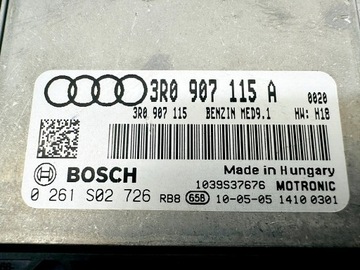 3R0 907 115 A 0020
3R0 907 115 BENZIN MED9.1 HW: H18
BOSCH
Made in Hungary
1039S37676 MOTRONIC
0 261 S02 726 RB8 658 10-05-05 1410 0301